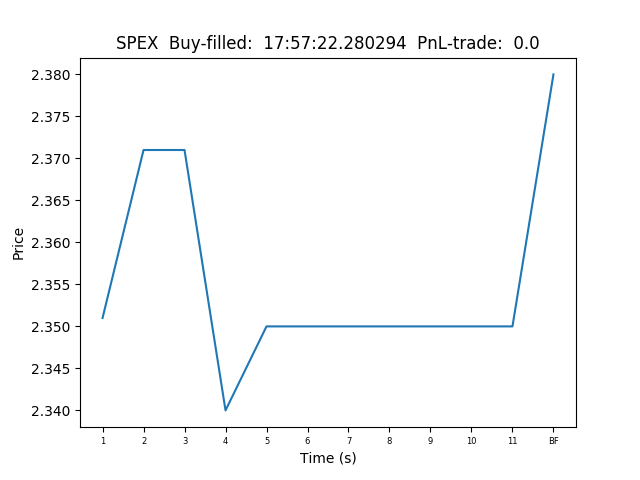 SPEX  Buy-filled:  17:57:22.280294  PnL-trade:  0.0
2.380
2.375
2.370
2.365
2.360
2.355
2.350
2.345
2.340
Price
1 2 3 4 5 6 7 8 9 10 11 BF
Time (s)